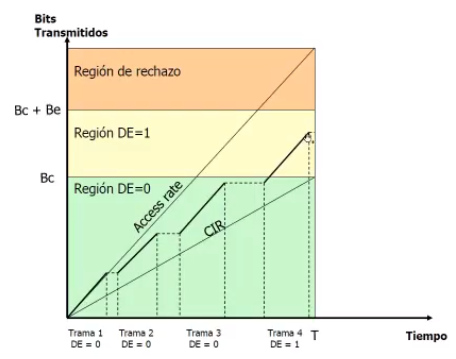 Bits
Transmitidos
Región de rechazo
Bc + Be
Región DE=1
Bc
Región DE=0
Access rate
CIR
Trama 1
DE = 0
Trama 2
DE = 0
Trama 3
DE = 0
Trama 4
DE = 1
T
Tiempo